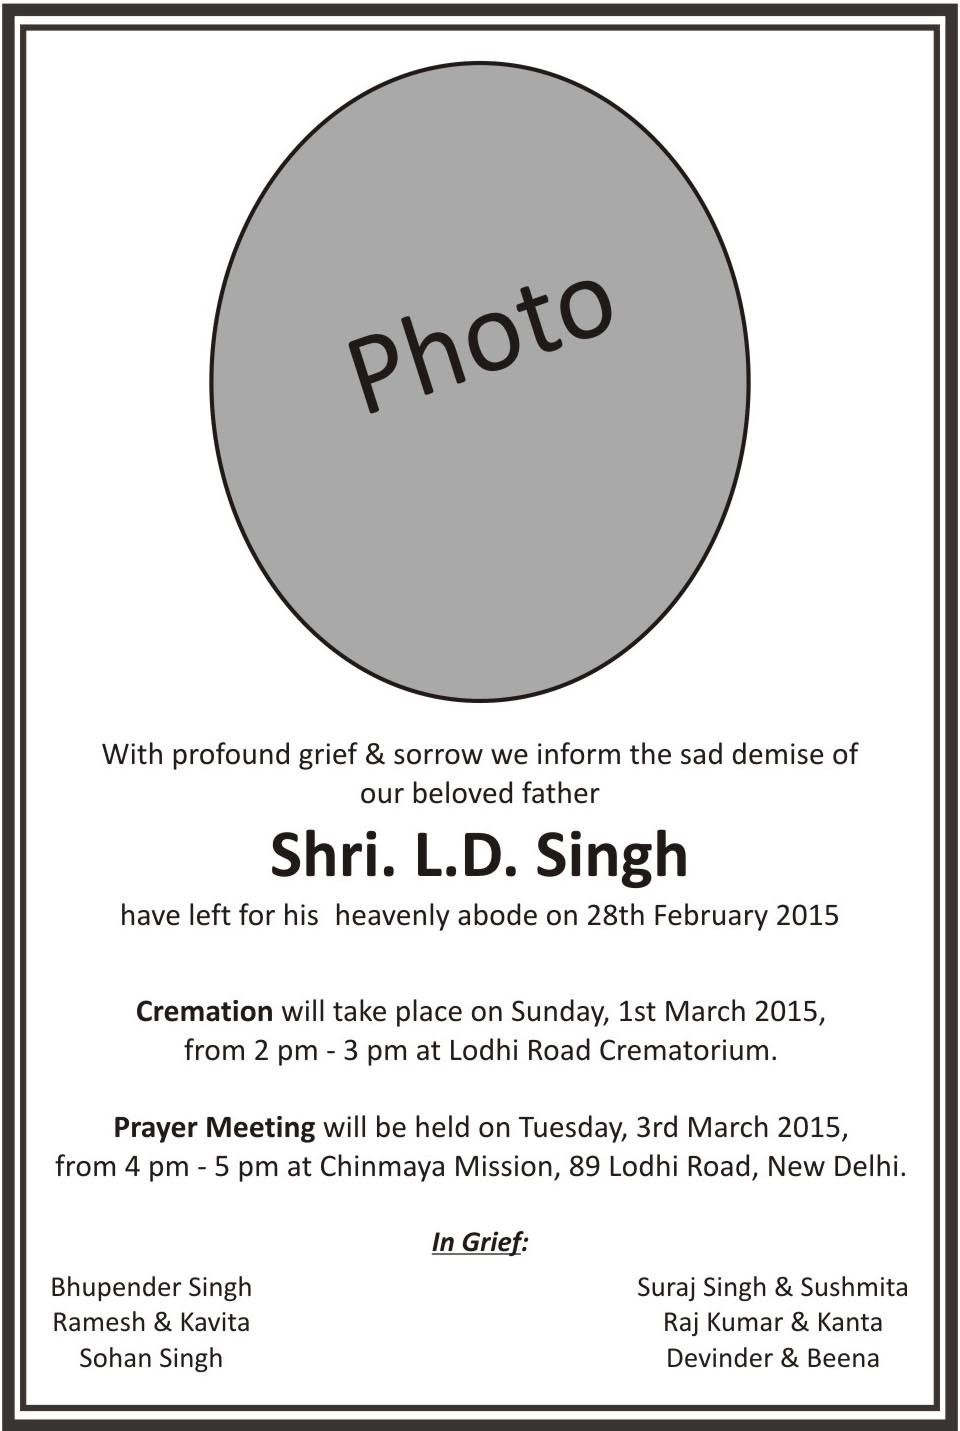 Photo
With profound grief & sorrow we inform the sad demise of
our beloved father
Shri. L.D. Singh
have left for his  heavenly abode on 28th February 2015
Cremation will take place on Sunday, 1st March 2015,
from 2 pm - 3 pm at Lodhi Road Crematorium.
Prayer Meeting will be held on Tuesday, 3rd March 2015,
from 4 pm - 5 pm at Chinmaya Mission, 89 Lodhi Road, New Delhi.
In Grief:
Bhupender Singh
Ramesh & Kavita
Sohan Singh
Suraj Singh & Sushmita
Raj Kumar & Kanta
Devinder & Beena